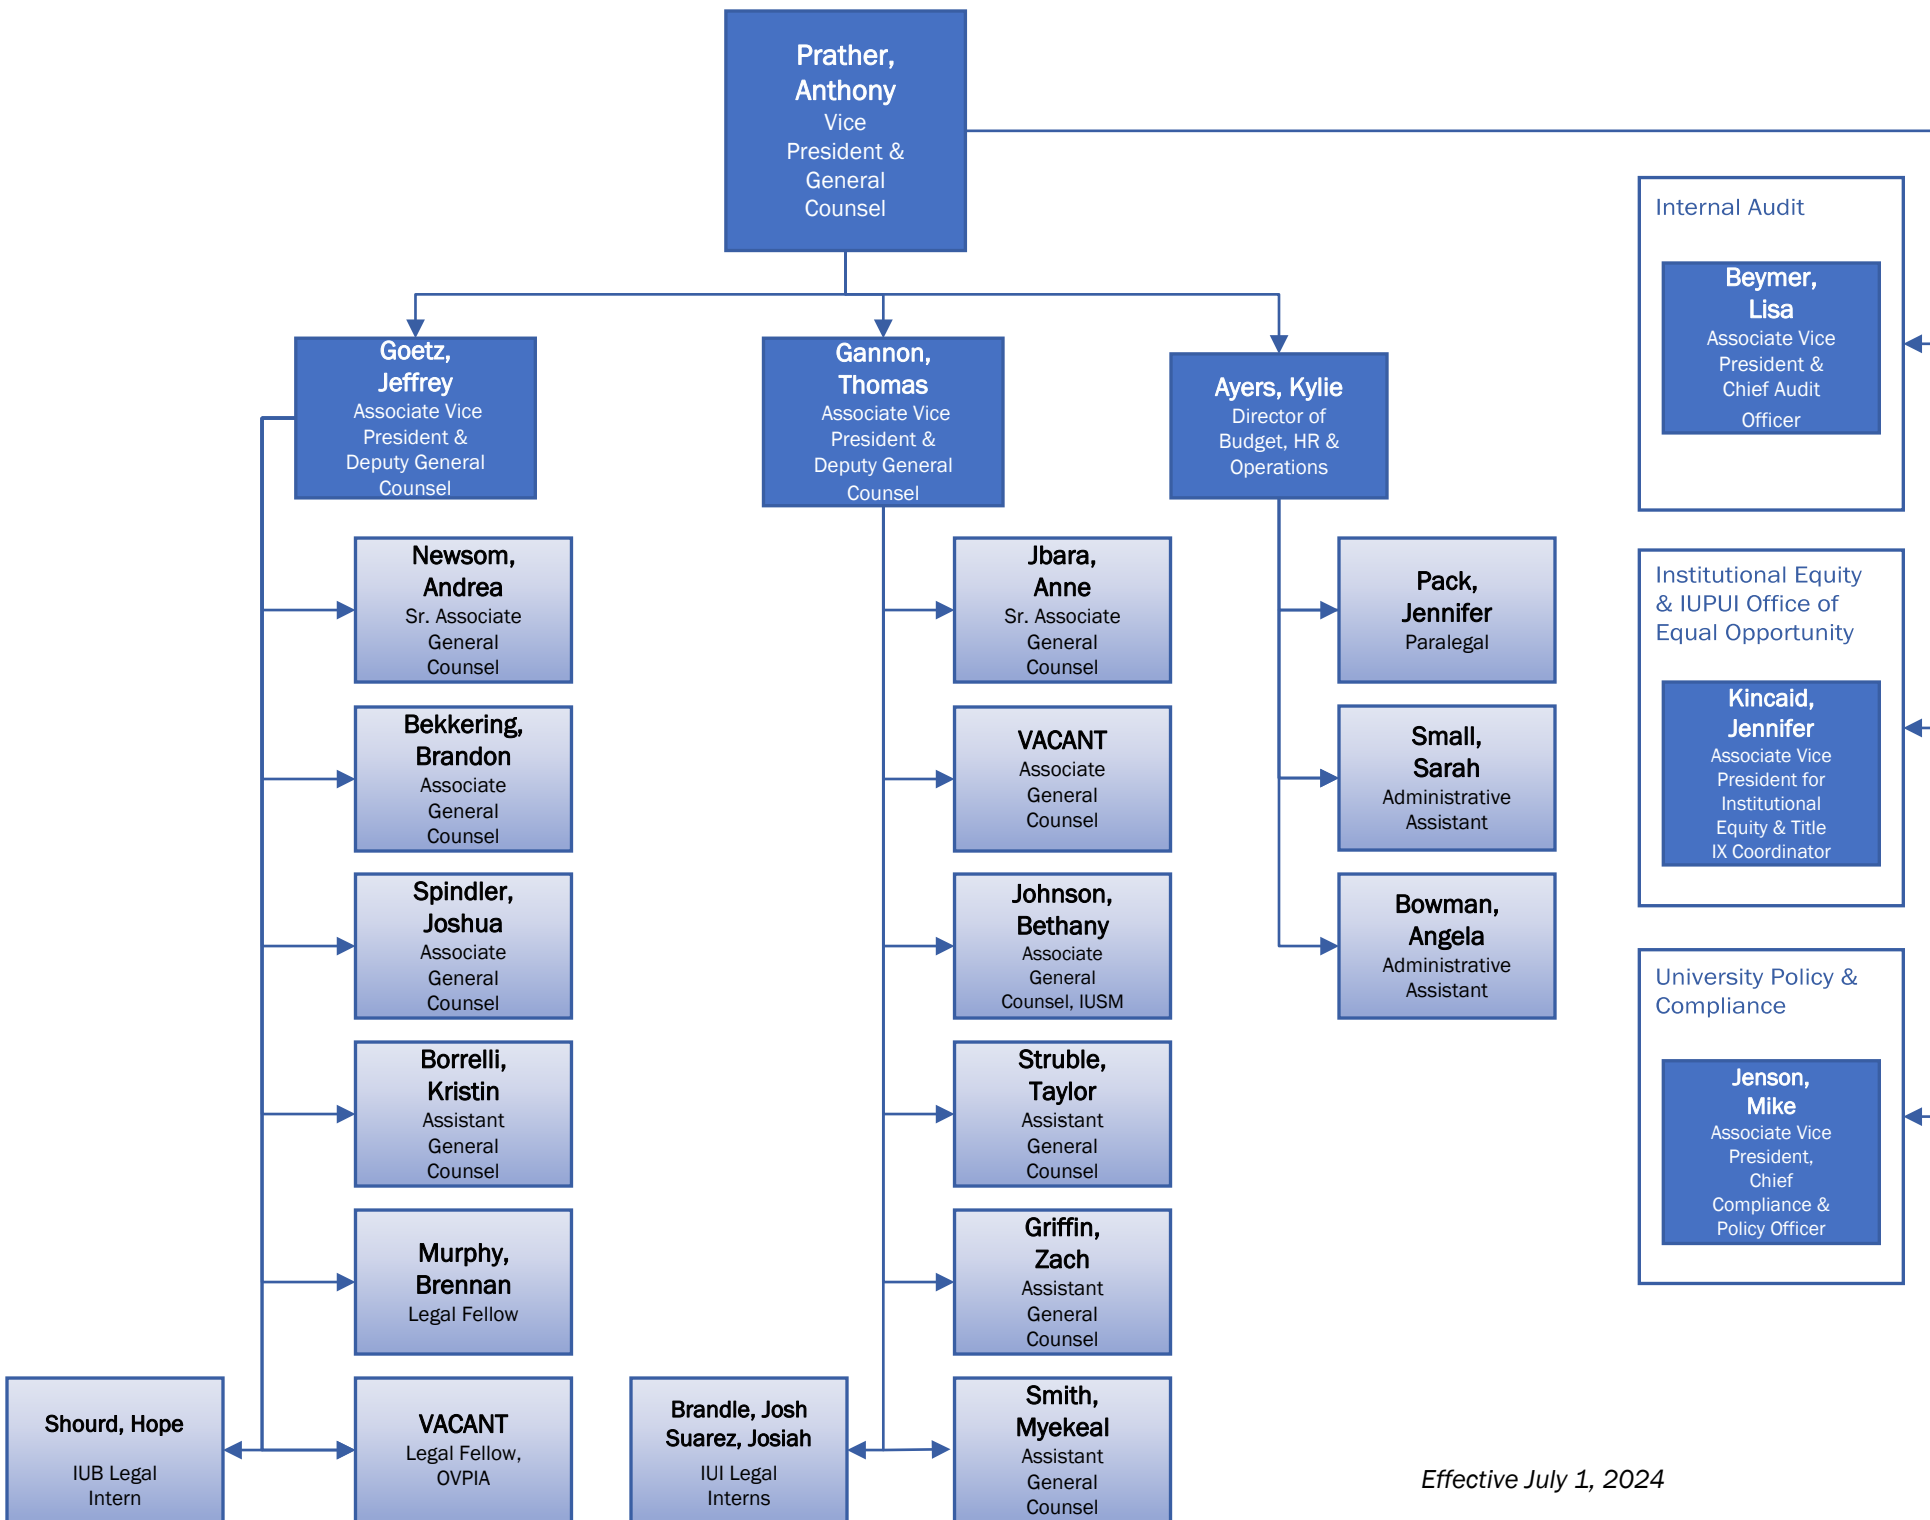 Prather,
Anthony
Vice
President &
General
Counsel
Goetz,
Jeffrey
Associate Vice
President &
Deputy General
Counsel
Gannon,
Thomas
Associate Vice
President &
Deputy General
Counsel
Ayers, Kylie
Director of
Budget, HR &
Operations
Newsom,
Andrea
Sr. Associate
General
Counsel
Bekkering,
Brandon
Associate
General
Counsel
Spindler,
Joshua
Associate
General
Counsel
Borrelli,
Kristin
Assistant
General
Counsel
Murphy,
Brennan
Legal Fellow
Shourd, Hope
IUB Legal
Intern
VACANT
Legal Fellow,
OVPIA
Jbara,
Anne
Sr. Associate
General
Counsel
VACANT
Associate
General
Counsel
Johnson,
Bethany
Associate
General
Counsel, IUSM
Struble,
Taylor
Assistant
General
Counsel
Griffin,
Zach
Assistant
General
Counsel
Brandle, Josh
Suarez, Josiah
IUI Legal
Interns
Smith,
Myekeal
Assistant
General
Counsel
Pack,
Jennifer
Paralegal
Small,
Sarah
Administrative
Assistant
Bowman,
Angela
Administrative
Assistant
Internal Audit
Beymer,
Lisa
Associate Vice
President &
Chief Audit
Officer
Institutional Equity
& IUPUI Office of
Equal Opportunity
Kincaid,
Jennifer
Associate Vice
President for
Institutional
Equity & Title
IX Coordinator
University Policy &
Compliance
Jenson,
Mike
Associate Vice
President,
Chief
Compliance &
Policy Officer
Effective July 1, 2024